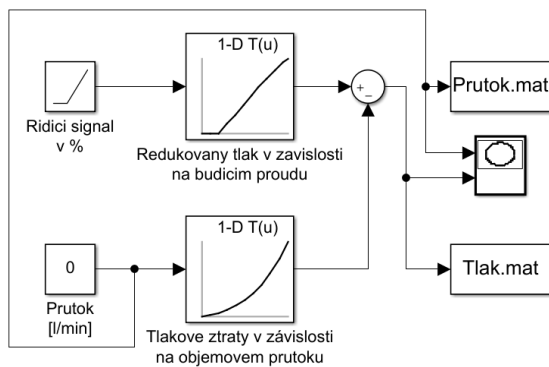 1-D T(u)
Ridici signal
v %
Redukovany tlak v zavislosti
na budicim proudu
+
−
Prutok.mat
1-D T(u)
0
Prutok
[l/min]
Tlakove ztraty v závislosti
na objemovem prutoku
Tlak.mat